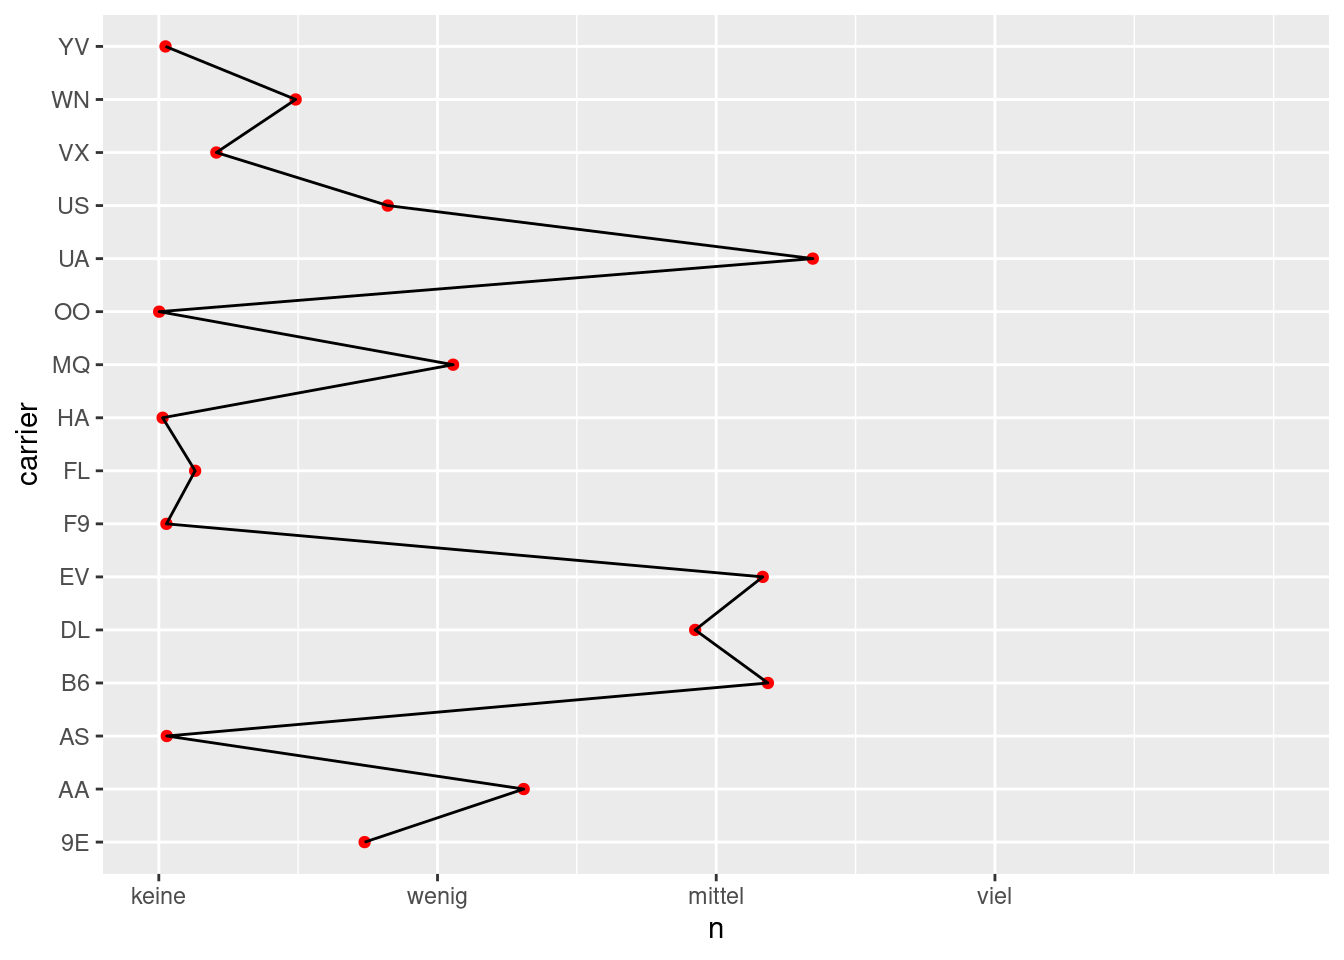 YV
WN
VX
US
UA
OO
MQ
HA
FL
F9
EV
DL
B6
AS
AA
9E
carrier
keine wenig mittel viel
n